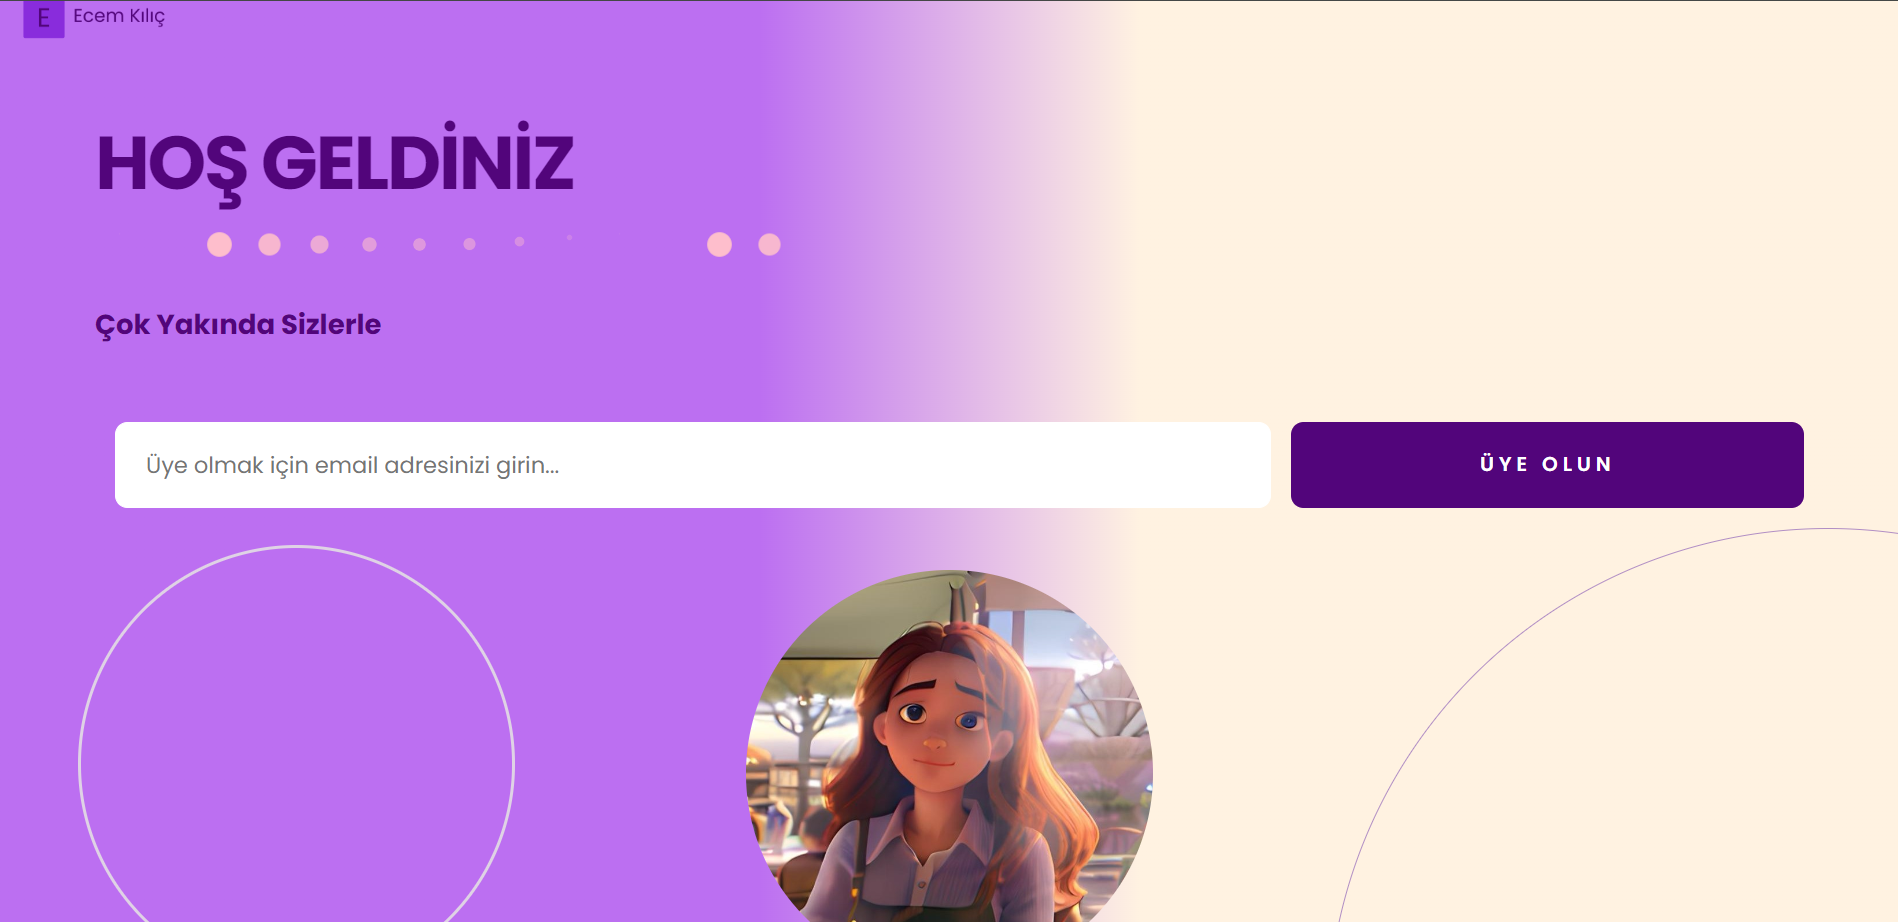 E
Ecem Kılıç
HOŞ GELDİNİZ
Çok Yakında Sizlerle
Üye olmak için email adresinizi girin...
ÜYE OLUN